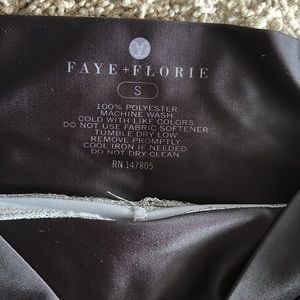 FAYE+FLORIE
S
100% POLYESTER
MACHINE WASH
COLD WITH LIKE COLORS
DO NOT USE FABRIC SOFTENER
TUMBLE DRY LOW
REMOVE PROMPTLY
COOL IRON IF NEEDED
DO NOT DRY CLEAN
RN 147805